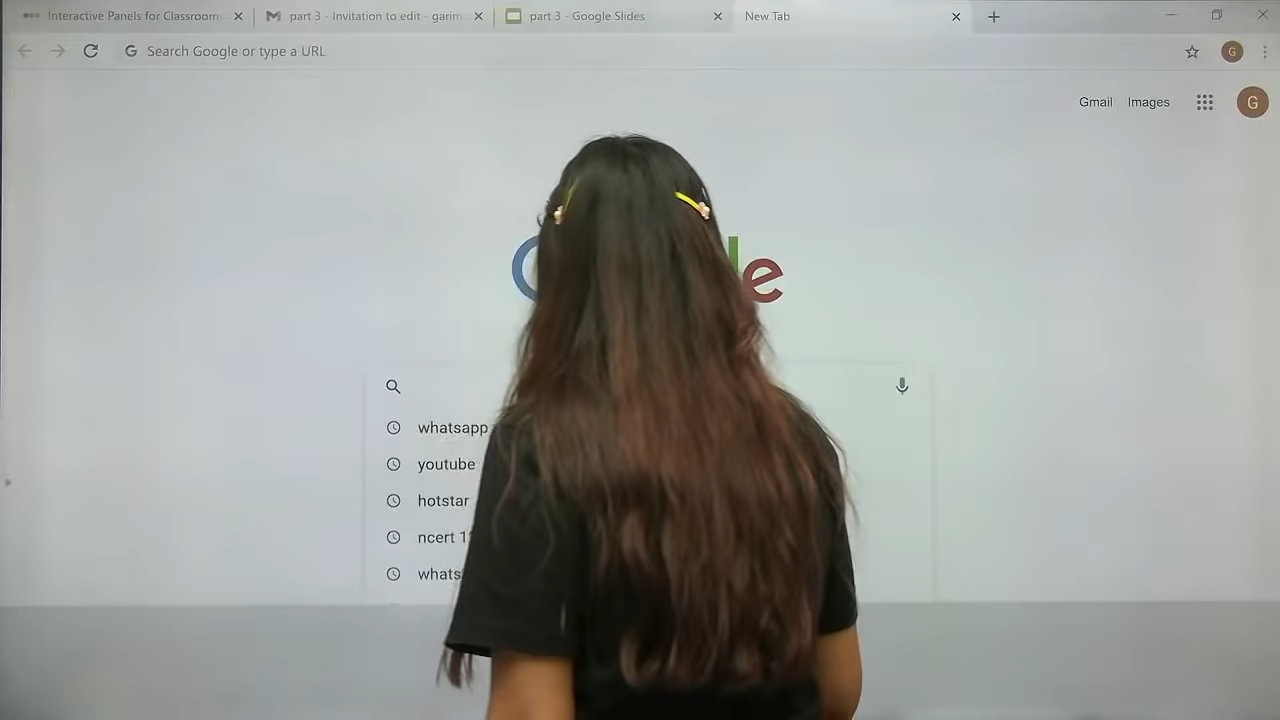 Interactive Panels for Classroom
part 3 - Invitation to edit - garim
part 3 - Google Slides
New Tab
Search Google or type a URL
G
Gmail
Images
G
whatsapp
youtube
hotstar
ncert
whats